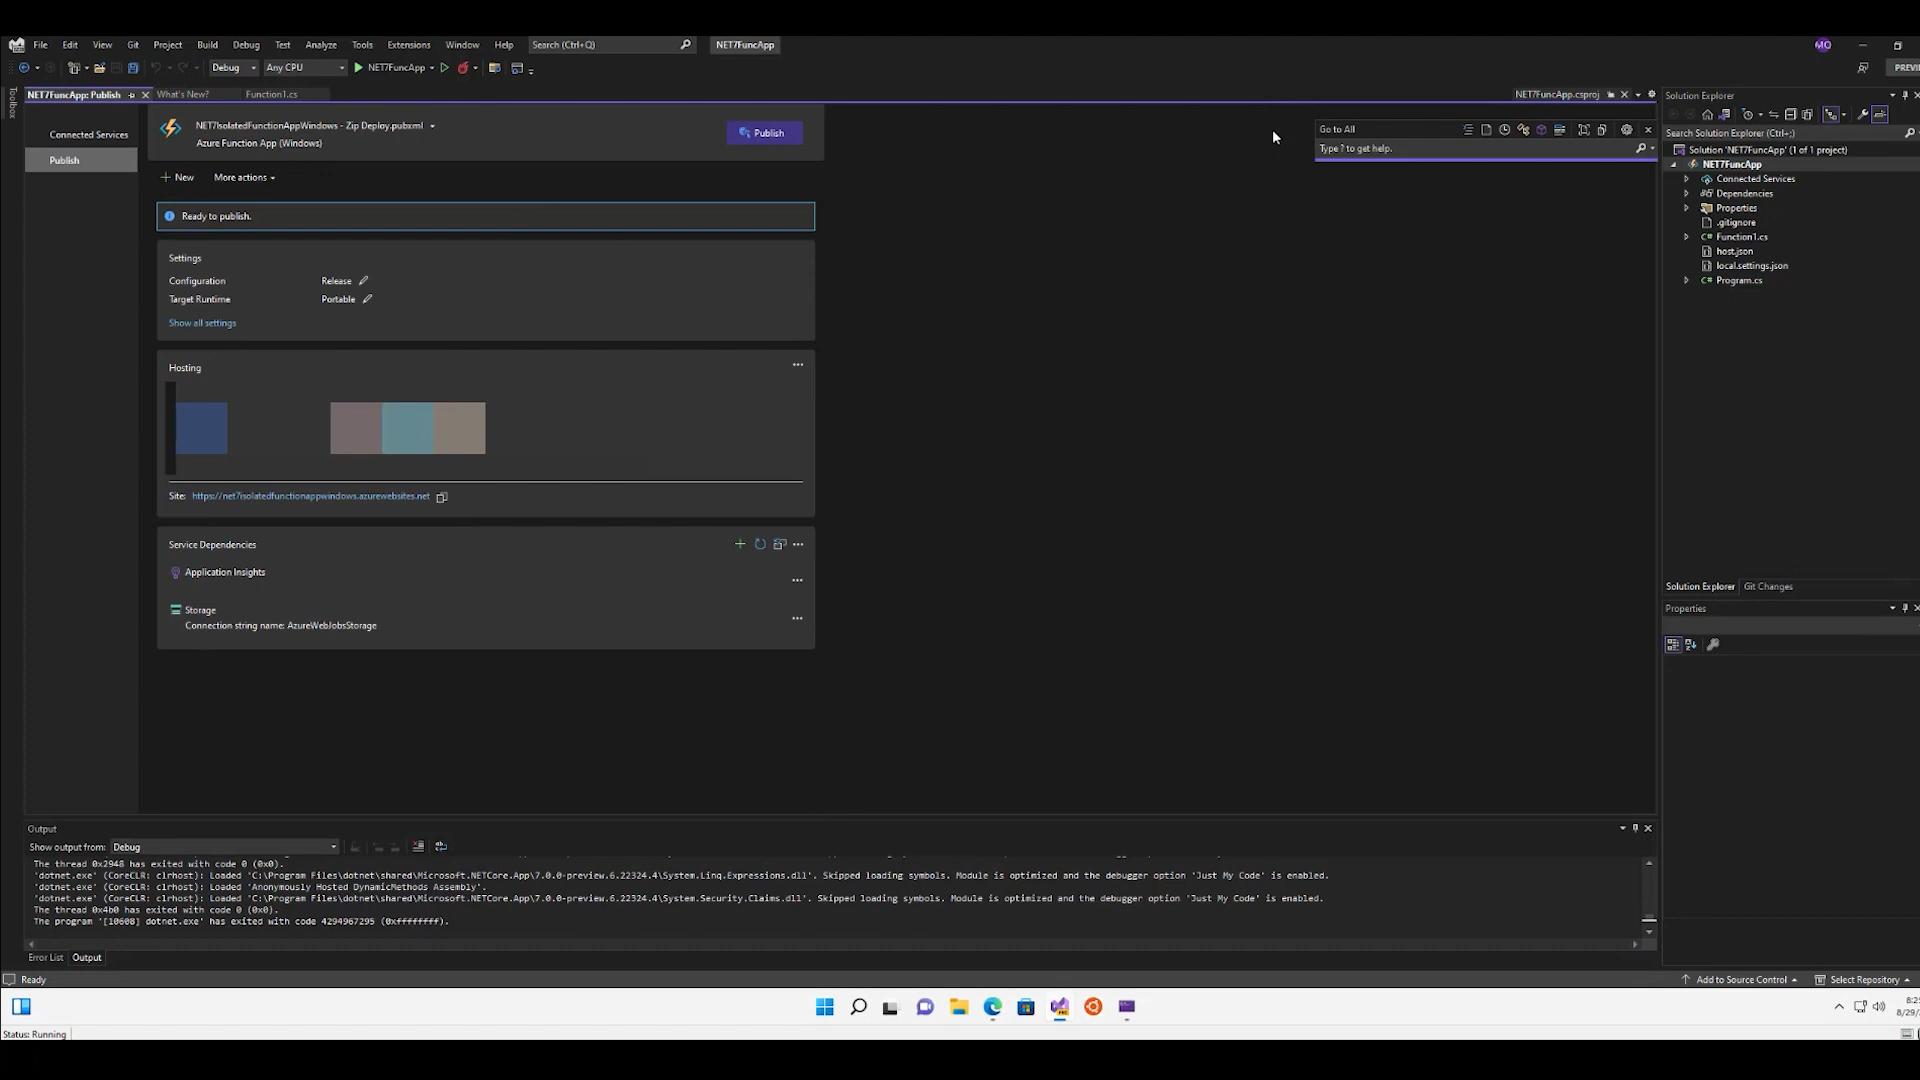 File Edit View Git Project Build Debug Test Analyze Tools Extensions Window Help Search (Ctrl+Q) NET7FuncApp MO
Debug Any CPU NET7FuncApp PREVI
Toolbox
NET7FuncApp: Publish What's New? Function1.cs NET7FuncApp.csproj
Connected Services
Publish
NET7IsolatedFunctionAppWindows - Zip Deploy.pubxml
Azure Function App (Windows)
Publish
New More actions
Ready to publish.
Settings
Configuration Release
Target Runtime Portable
Show all settings
Hosting
Site: https://net7isolatedfunctionappwindows.azurewebsites.net
Service Dependencies
Application Insights
Storage
Connection string name: AzureWebJobsStorage
Go to All
Type ? to get help.
Solution Explorer
Search Solution Explorer (Ctrl+;)
Solution 'NET7FuncApp' (1 of 1 project)
NET7FuncApp
Connected Services
Dependencies
Properties
.gitignore
C# Function1.cs
host.json
local.settings.json
C# Program.cs
Solution Explorer Git Changes
Properties
Output
Show output from: Debug
The thread 0x2948 has exited with code 0 (0x0).
'dotnet.exe' (CoreCLR: clrhost): Loaded 'C:\Program Files\dotnet\shared\Microsoft.NETCore.App\7.0.0-preview.6.22324.4\System.Linq.Expressions.dll'. Skipped loading symbols. Module is optimized and the debugger option 'Just My Code' is enabled.
'dotnet.exe' (CoreCLR: clrhost): Loaded 'Anonymously Hosted DynamicMethods Assembly'.
'dotnet.exe' (CoreCLR: clrhost): Loaded 'C:\Program Files\dotnet\shared\Microsoft.NETCore.App\7.0.0-preview.6.22324.4\System.Security.Claims.dll'. Skipped loading symbols. Module is optimized and the debugger option 'Just My Code' is enabled.
The thread 0x4b0 has exited with code 0 (0x0).
The program '[10608] dotnet.exe' has exited with code 4294967295 (0xffffffff).
Error List Output
Ready Add to Source Control Select Repository
8:2
8/29/
Status: Running